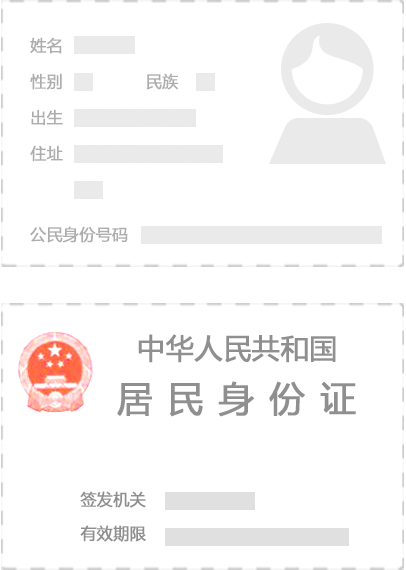 姓名
性别 民族
出生
住址
公民身份号码
中华人民共和国
居民身份证
签发机关
有效期限